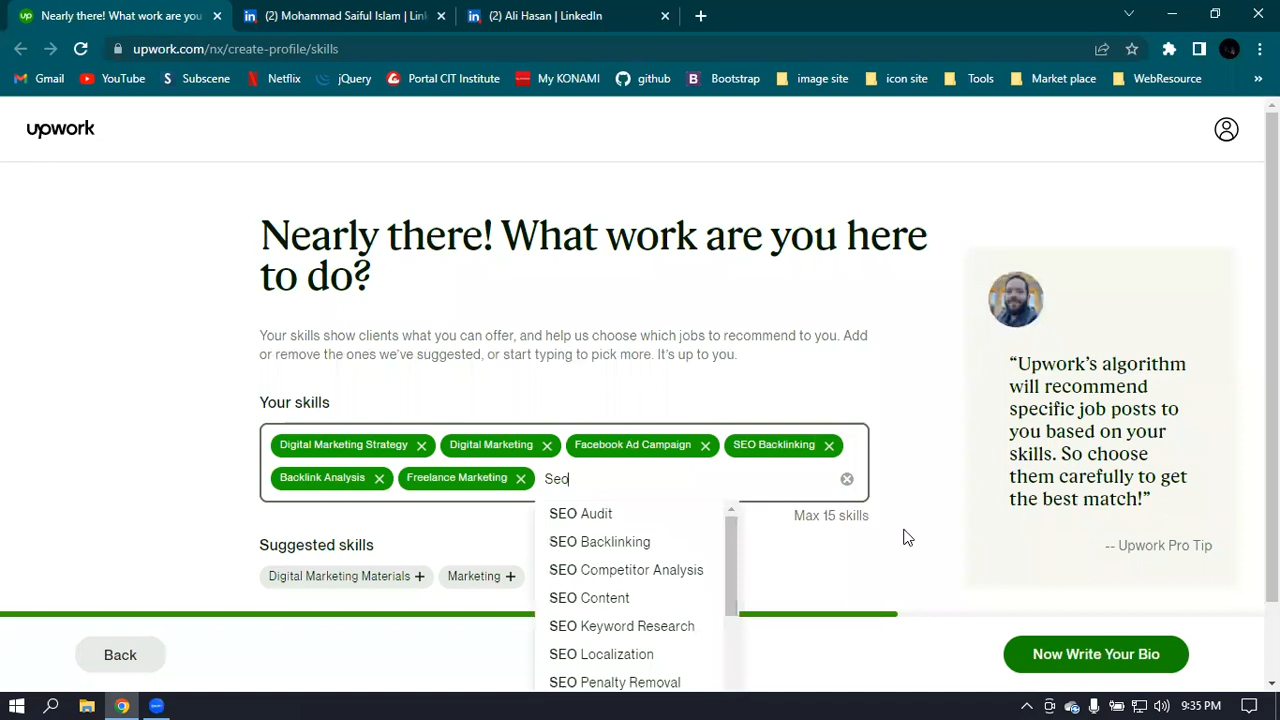 Nearly there! What work are you
(2) Mohammad Saiful Islam | Link
(2) Ali Hasan | LinkedIn
upwork.com/nx/create-profile/skills
Gmail
YouTube
Subscene
Netflix
jQuery
Portal CIT Institute
My KONAMI
github
Bootstrap
image site
icon site
Tools
Market place
WebResource
upwork
Nearly there! What work are you here
to do?
Your skills show clients what you can offer, and help us choose which jobs to recommend to you. Add
or remove the ones we've suggested, or start typing to pick more. It's up to you.
Your skills
Digital Marketing Strategy
Digital Marketing
Facebook Ad Campaign
SEO Backlinking
Backlink Analysis
Freelance Marketing
Seo
Max 15 skills
SEO Audit
SEO Backlinking
SEO Competitor Analysis
SEO Content
SEO Keyword Research
SEO Localization
SEO Penalty Removal
Suggested skills
Digital Marketing Materials +
Marketing +
“Upwork's algorithm
will recommend
specific job posts to
you based on your
skills. So choose
them carefully to get
the best match!”
-- Upwork Pro Tip
Back
Now Write Your Bio
9:35 PM